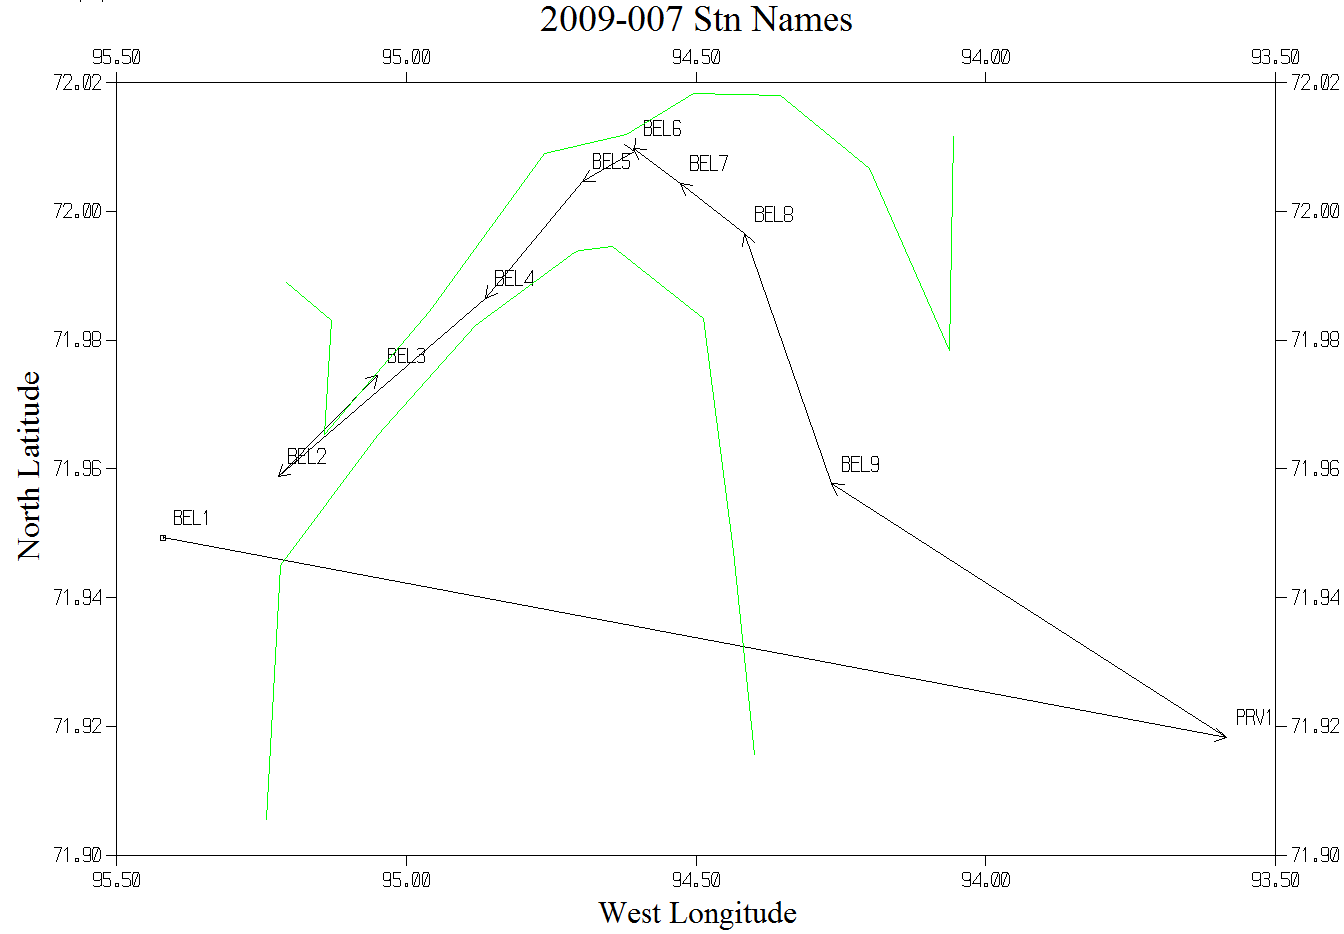 2009-007 Stn Names
95.50 95.00 94.50 94.00 93.50
72.02 72.02
BEL6
BEL5 BEL7
72.00 BEL8 72.00
BEL4
71.98 71.98
BEL3
BEL2 BEL9
71.96 71.96
BEL1
71.94 71.94
PRV1
71.92 71.92
71.90 71.90
95.50 95.00 94.50 94.00 93.50
West Longitude
North Latitude